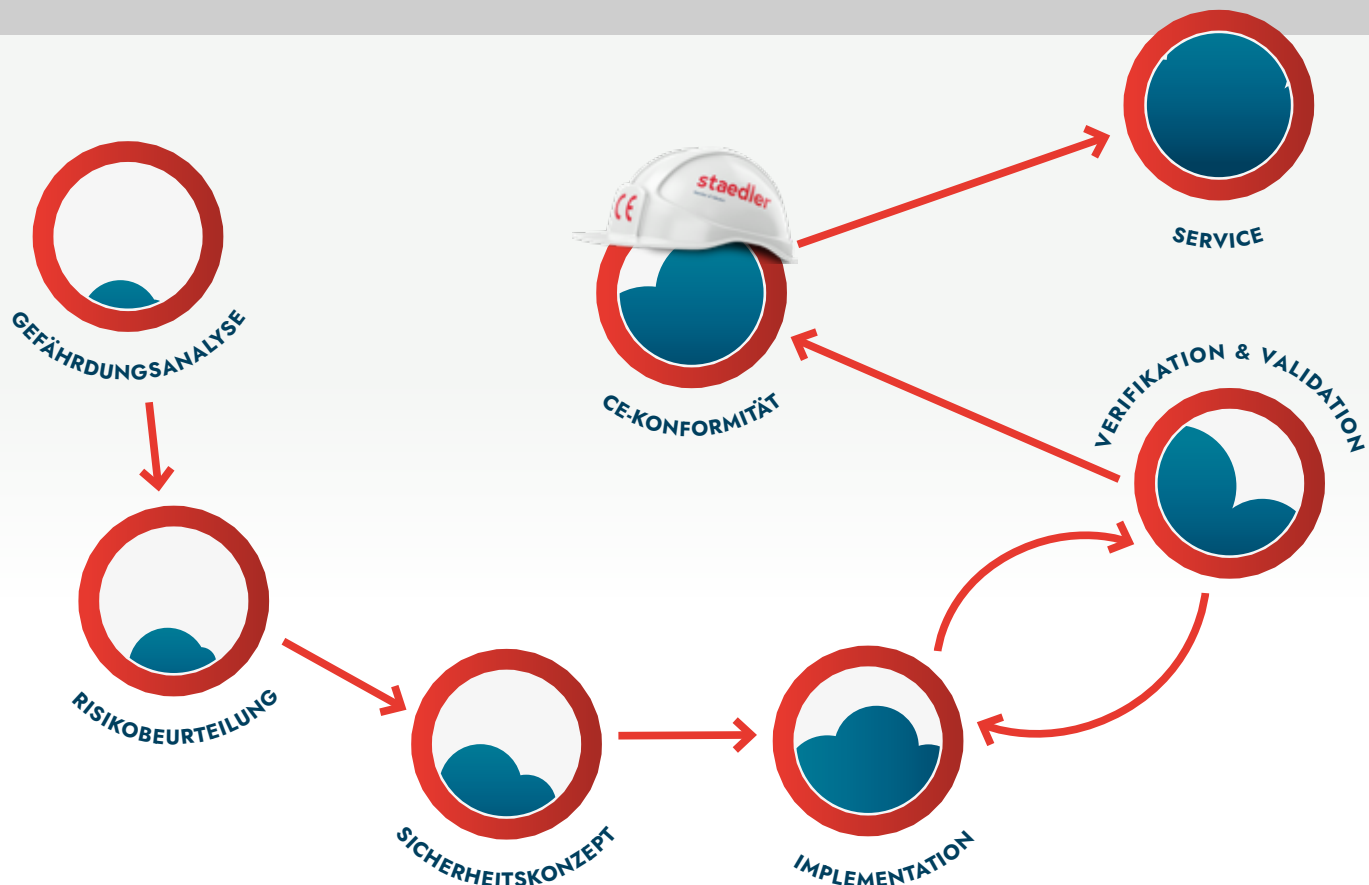 GEFÄHRDUNGSANALYSE
RISIKOBEURTEILUNG
SICHERHEITSKONZEPT
IMPLEMENTATION
VERIFIKATION & VALIDATION
CE-KONFORMITÄT
CE
staedler
SERVICE